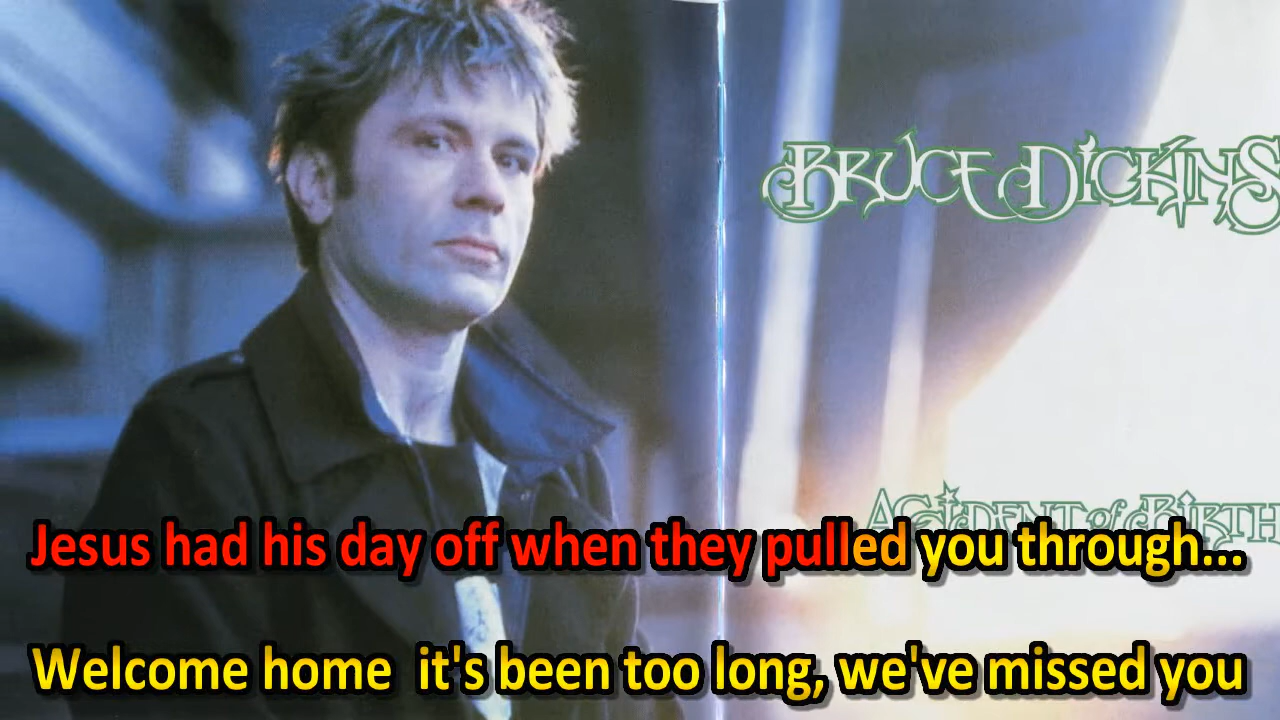 BRUCE DICKINS
ACCIDENT of BIRTH
Jesus had his day off when they pulled you through...
Welcome home it's been too long, we've missed you